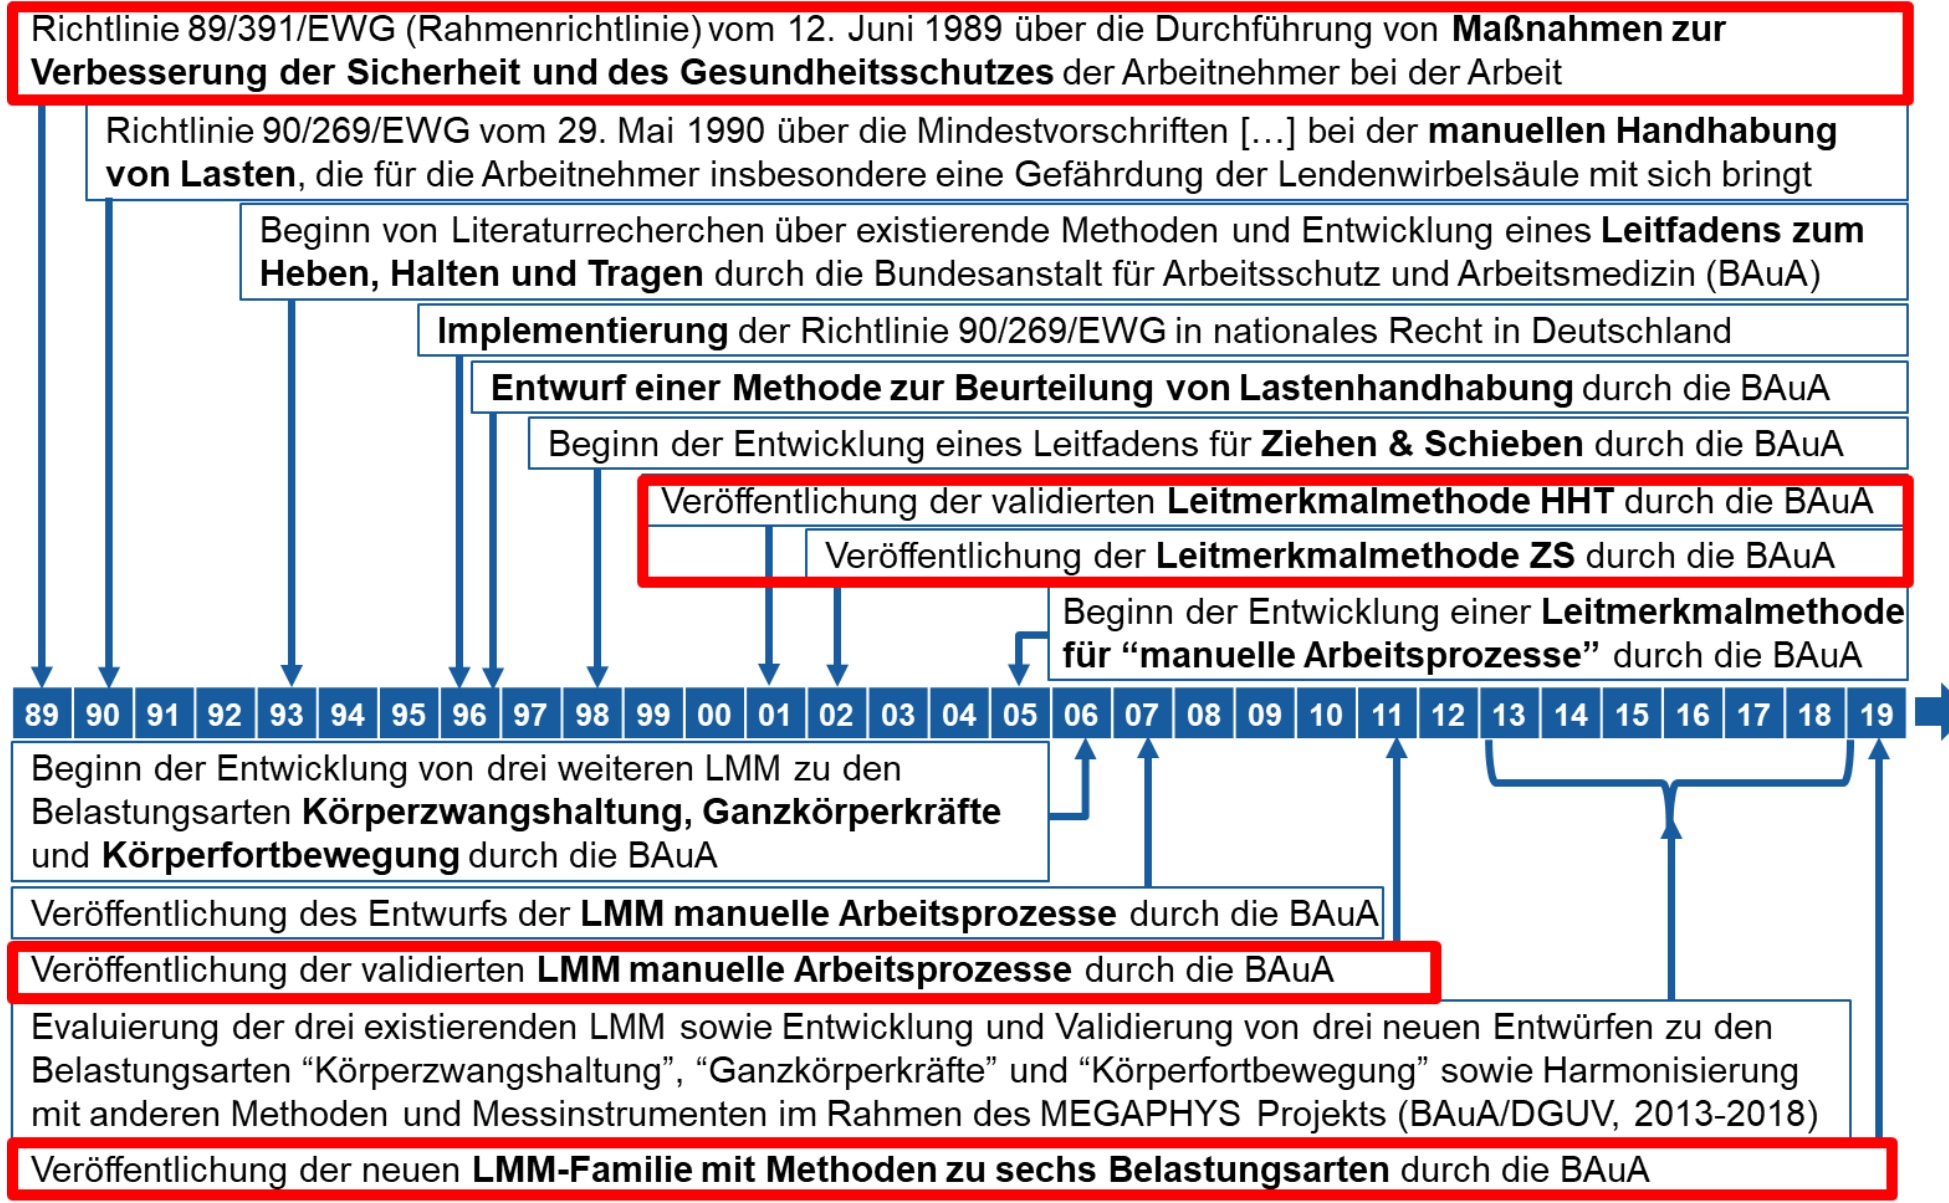 Richtlinie 89/391/EWG (Rahmenrichtlinie) vom 12. Juni 1989 über die Durchführung von Maßnahmen zur
Verbesserung der Sicherheit und des Gesundheitsschutzes der Arbeitnehmer bei der Arbeit
Richtlinie 90/269/EWG vom 29. Mai 1990 über die Mindestvorschriften […] bei der manuellen Handhabung
von Lasten, die für die Arbeitnehmer insbesondere eine Gefährdung der Lendenwirbelsäule mit sich bringt
Beginn von Literaturrecherchen über existierende Methoden und Entwicklung eines Leitfadens zum
Heben, Halten und Tragen durch die Bundesanstalt für Arbeitsschutz und Arbeitsmedizin (BAuA)
Implementierung der Richtlinie 90/269/EWG in nationales Recht in Deutschland
Entwurf einer Methode zur Beurteilung von Lastenhandhabung durch die BAuA
Beginn der Entwicklung eines Leitfadens für Ziehen & Schieben durch die BAuA
Veröffentlichung der validierten Leitmerkmalmethode HHT durch die BAuA
Veröffentlichung der Leitmerkmalmethode ZS durch die BAuA
Beginn der Entwicklung einer Leitmerkmalmethode
für “manuelle Arbeitsprozesse” durch die BAuA
89 90 91 92 93 94 95 96 97 98 99 00 01 02 03 04 05 06 07 08 09 10 11 12 13 14 15 16 17 18 19
Beginn der Entwicklung von drei weiteren LMM zu den
Belastungsarten Körperzwangshaltung, Ganzkörperkräfte
und Körperfortbewegung durch die BAuA
Veröffentlichung des Entwurfs der LMM manuelle Arbeitsprozesse durch die BAuA
Veröffentlichung der validierten LMM manuelle Arbeitsprozesse durch die BAuA
Evaluierung der drei existierenden LMM sowie Entwicklung und Validierung von drei neuen Entwürfen zu den
Belastungsarten “Körperzwangshaltung”, “Ganzkörperkräfte” und “Körperfortbewegung” sowie Harmonisierung
mit anderen Methoden und Messinstrumenten im Rahmen des MEGAPHYS Projekts (BAuA/DGUV, 2013-2018)
Veröffentlichung der neuen LMM-Familie mit Methoden zu sechs Belastungsarten durch die BAuA